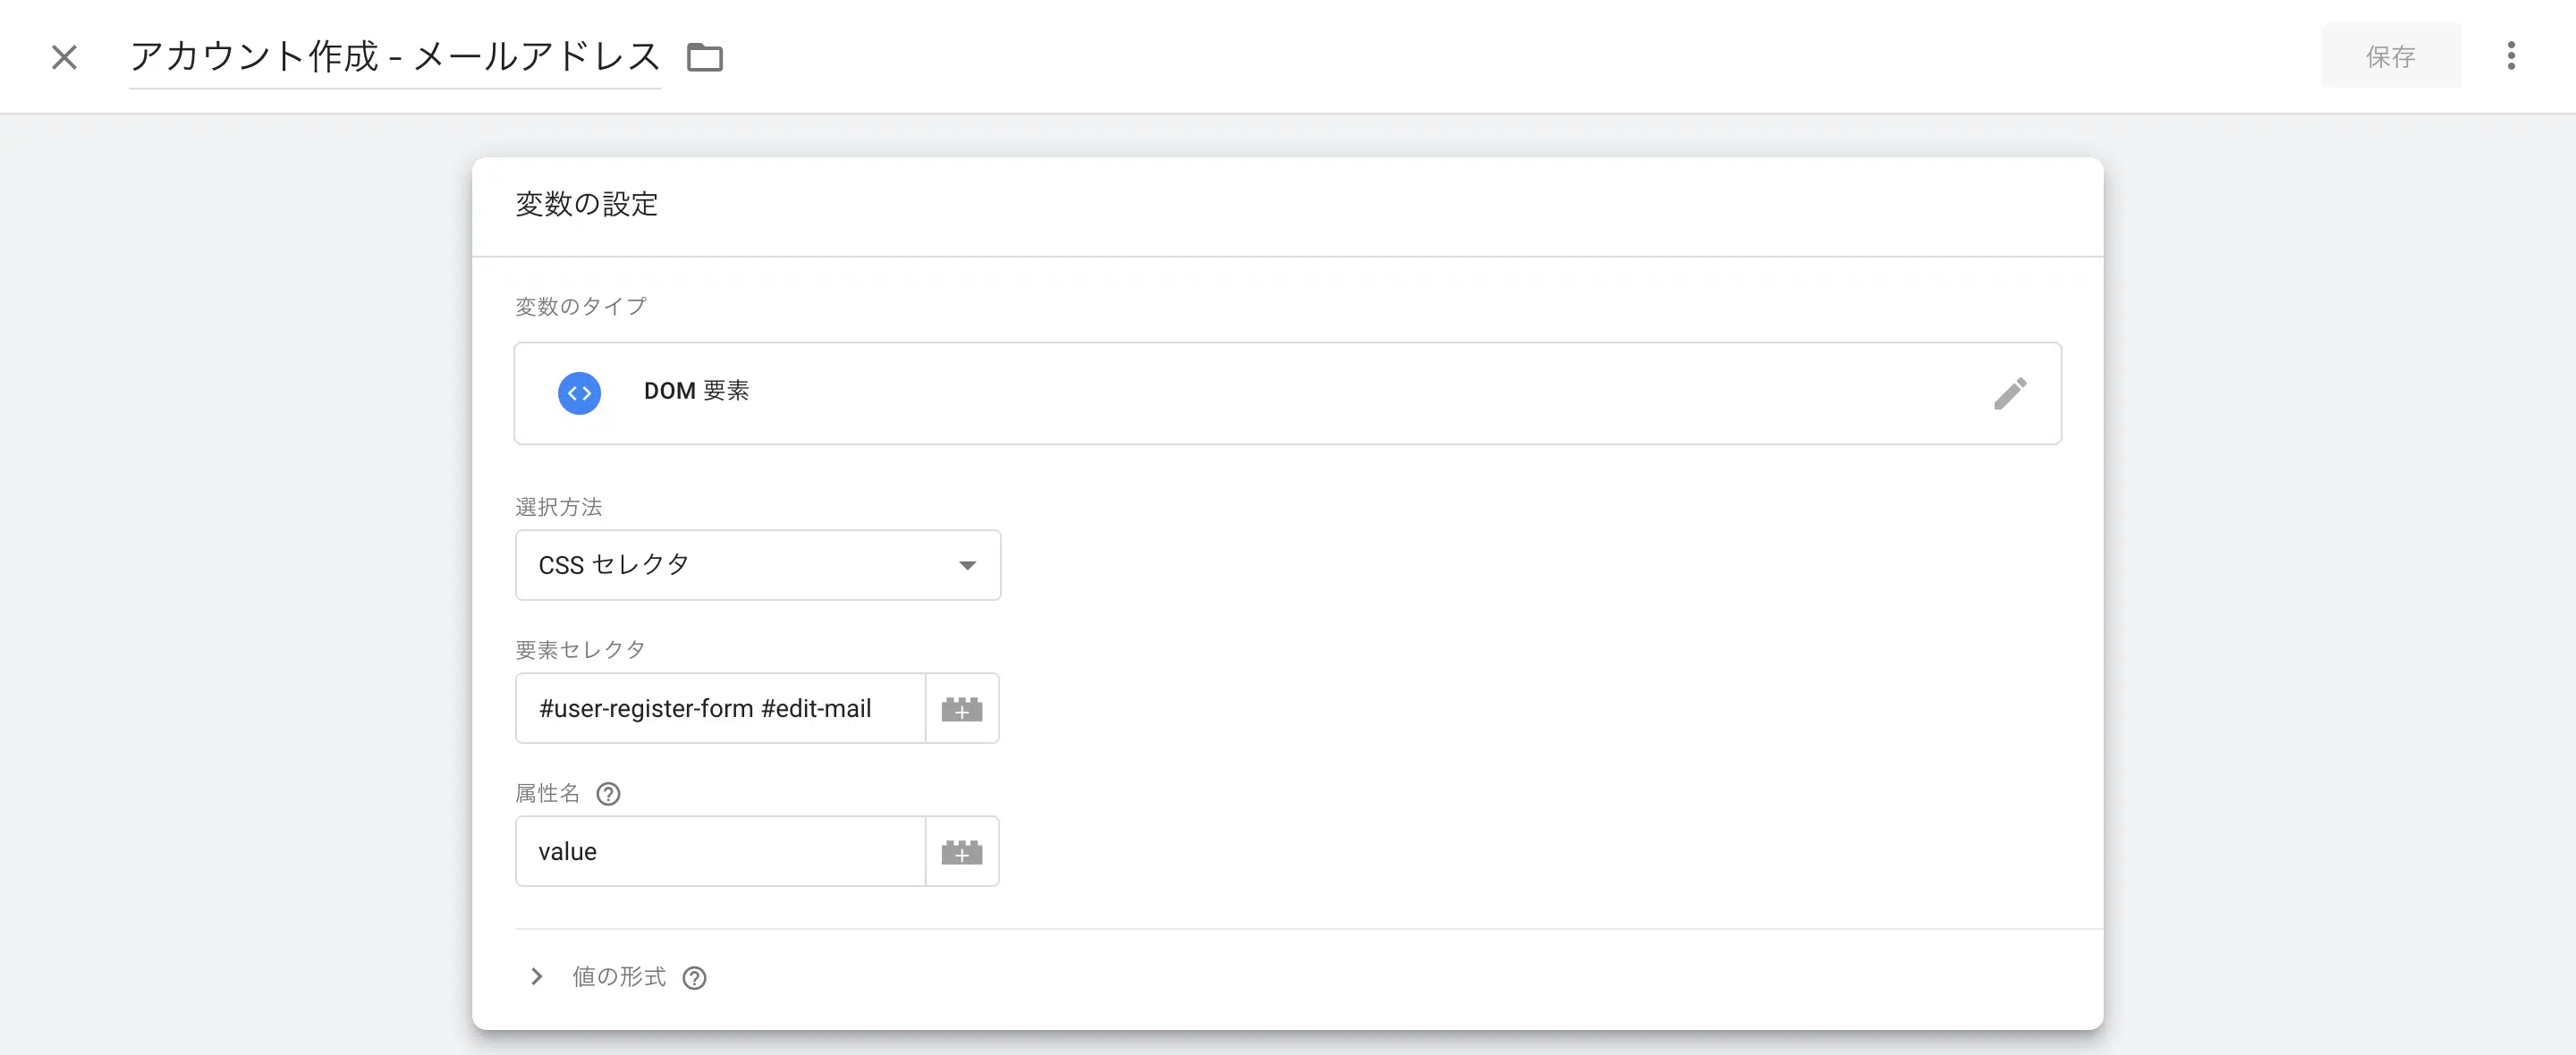 アカウント作成 - メールアドレス
保存
変数の設定
変数のタイプ
DOM 要素
選択方法
CSS セレクタ
要素セレクタ
#user-register-form #edit-mail
属性名
value
値の形式